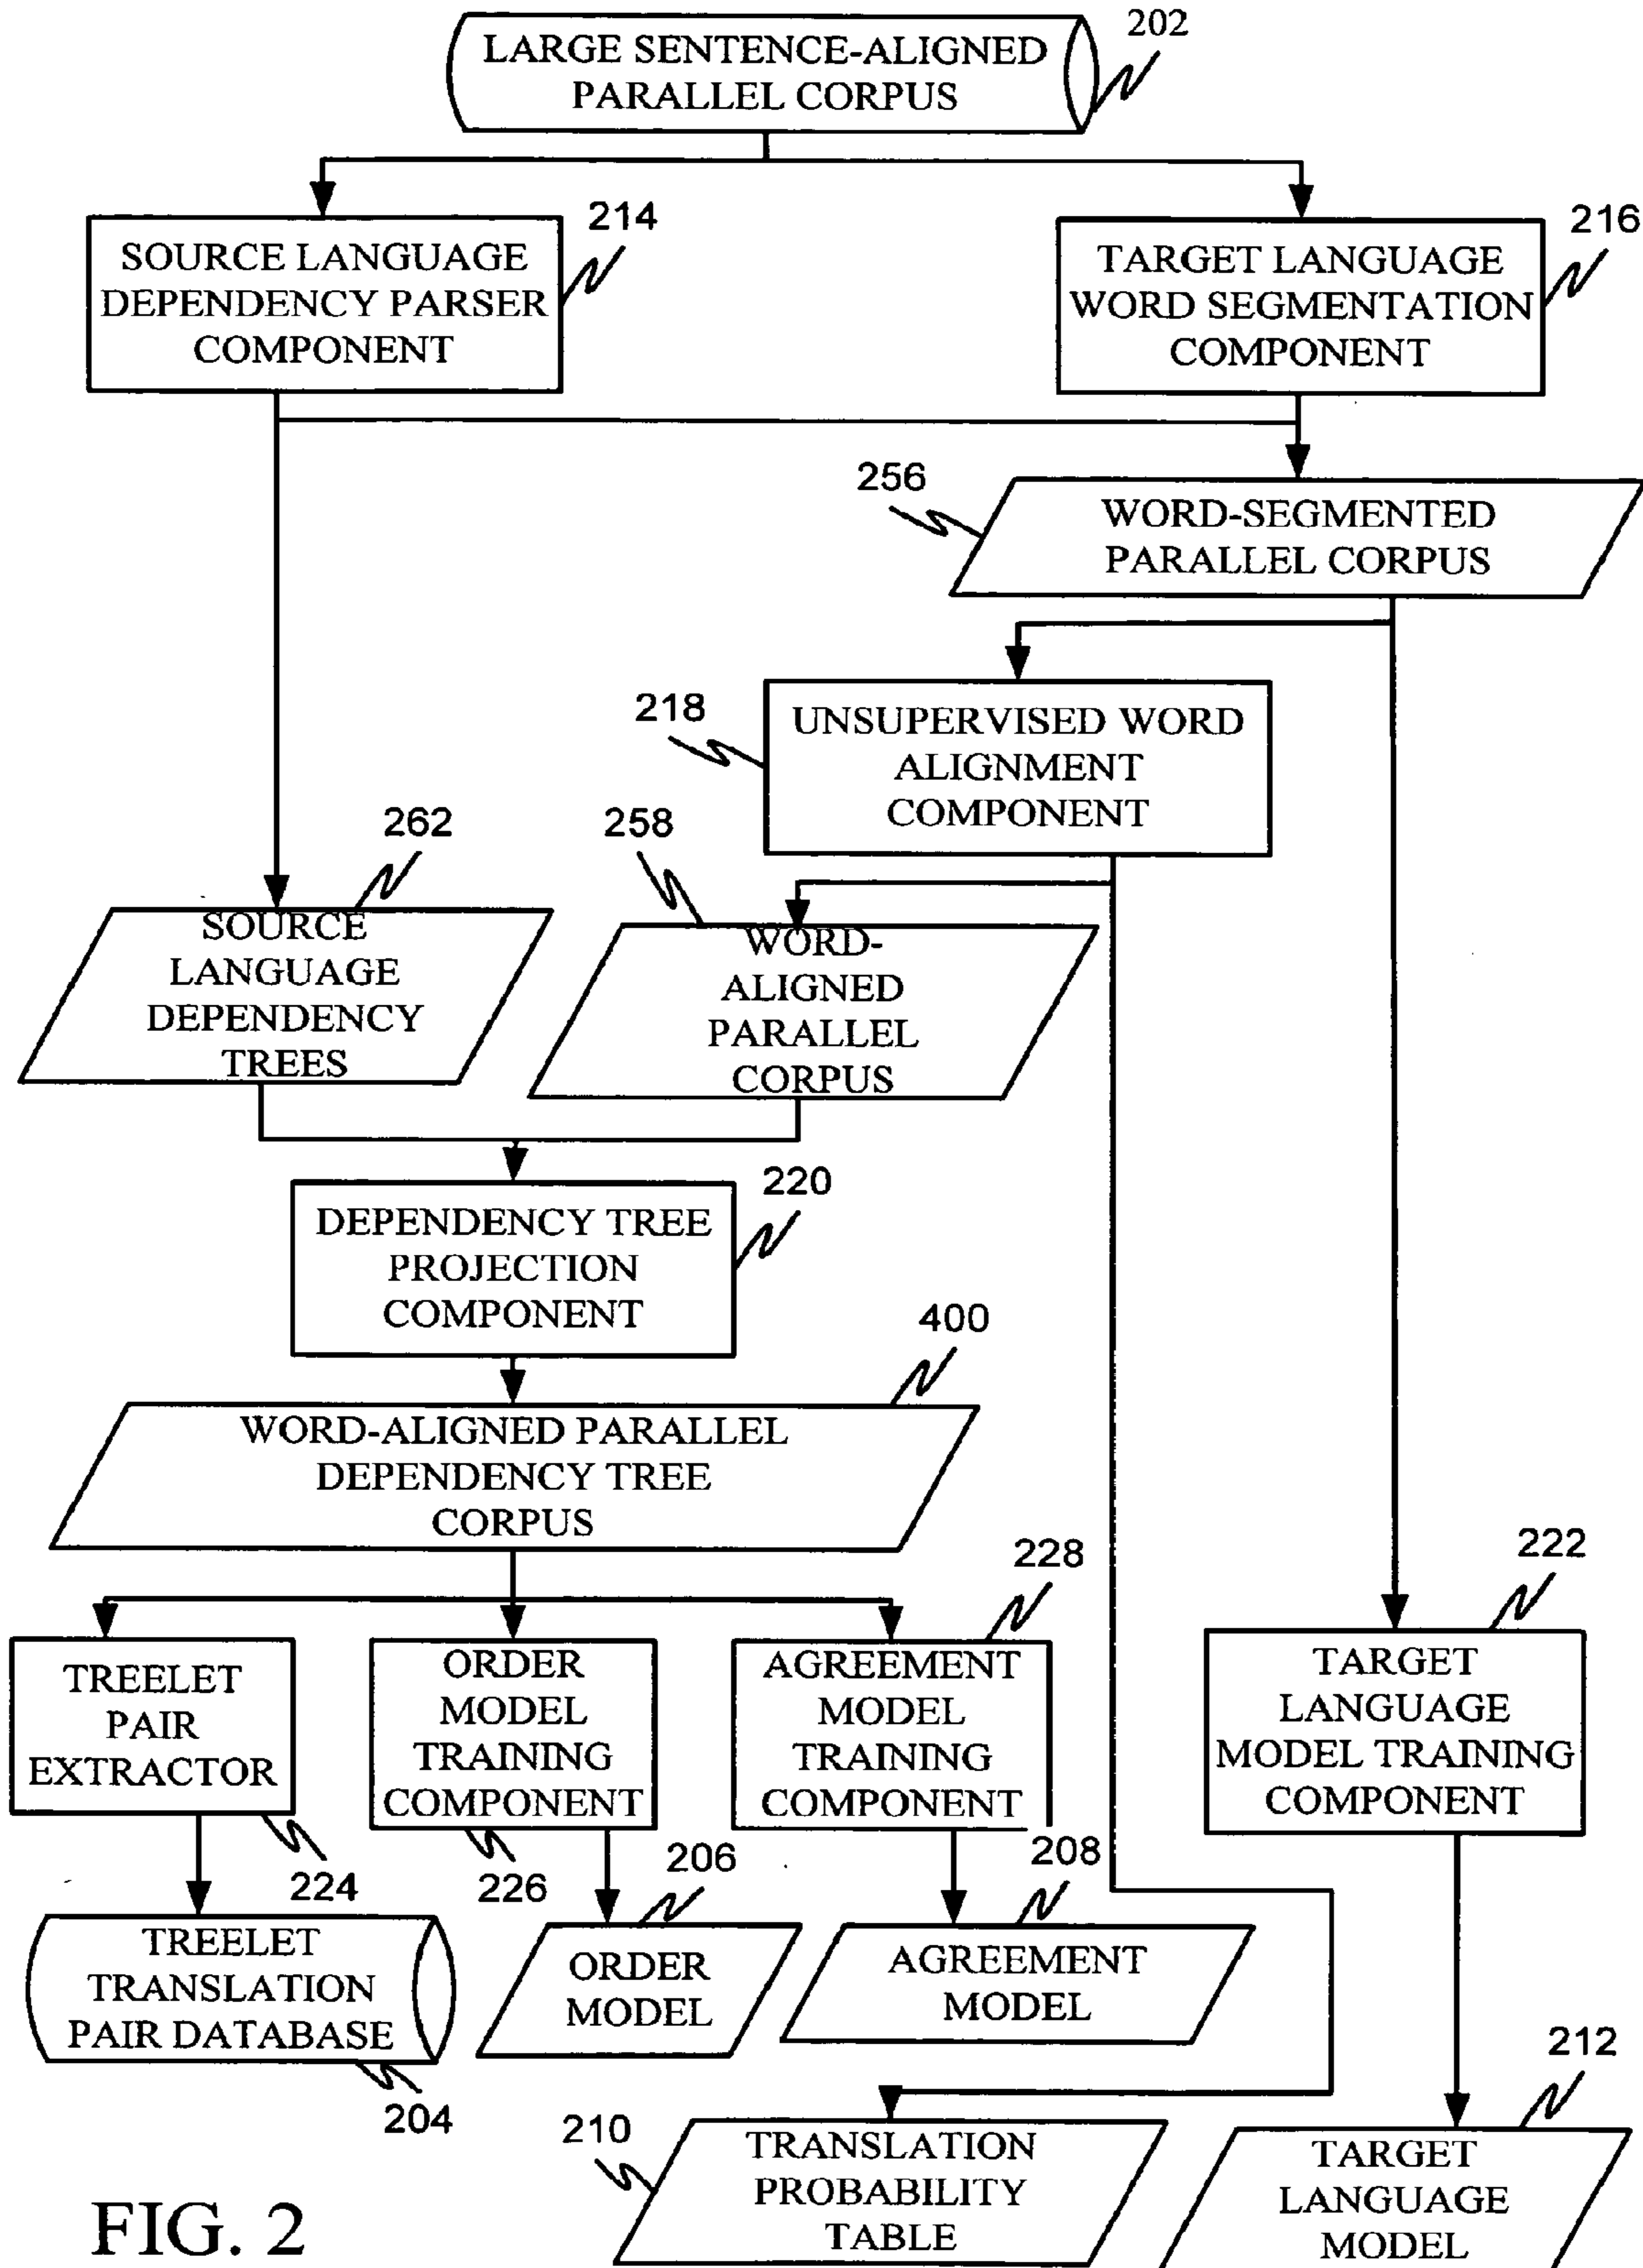 202
LARGE SENTENCE-ALIGNED
PARALLEL CORPUS
214
SOURCE LANGUAGE
DEPENDENCY PARSER
COMPONENT
216
TARGET LANGUAGE
WORD SEGMENTATION
COMPONENT
256
WORD-SEGMENTED
PARALLEL CORPUS
218
UNSUPERVISED WORD
ALIGNMENT
COMPONENT
262
SOURCE
LANGUAGE
DEPENDENCY
TREES
258
WORD-
ALIGNED
PARALLEL
CORPUS
220
DEPENDENCY TREE
PROJECTION
COMPONENT
400
WORD-ALIGNED PARALLEL
DEPENDENCY TREE
CORPUS
TREELET
PAIR
EXTRACTOR
224
ORDER
MODEL
TRAINING
COMPONENT
226
228
AGREEMENT
MODEL
TRAINING
COMPONENT
222
TARGET
LANGUAGE
MODEL TRAINING
COMPONENT
TREELET
TRANSLATION
PAIR DATABASE
204
206
ORDER
MODEL
208
AGREEMENT
MODEL
210
TRANSLATION
PROBABILITY
TABLE
212
TARGET
LANGUAGE
MODEL
FIG. 2